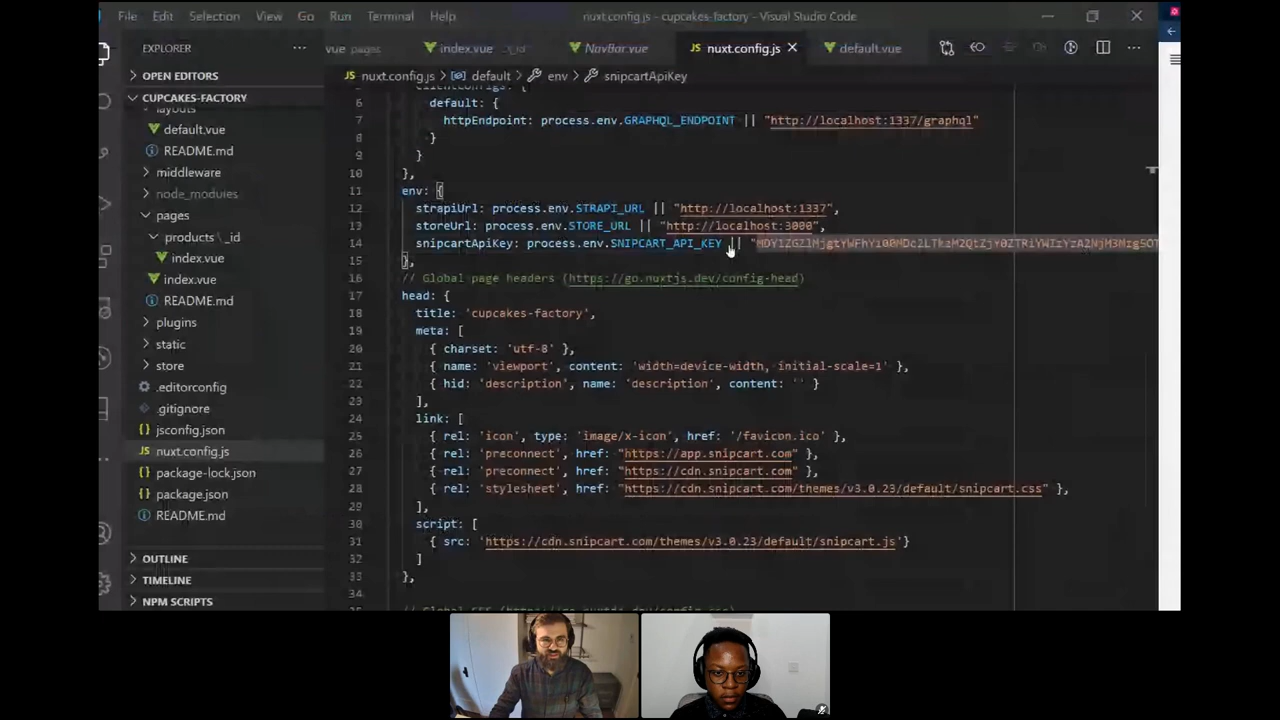 File Edit Selection View Go Run Terminal Help
nuxt.config.js - cupcakes-factory - Visual Studio Code
EXPLORER
OPEN EDITORS
CUPCAKES-FACTORY
layouts
default.vue
README.md
middleware
node_modules
pages
products \ _id
index.vue
index.vue
README.md
plugins
static
store
.editorconfig
.gitignore
jsconfig.json
nuxt.config.js
package-lock.json
package.json
README.md
OUTLINE
TIMELINE
NPM SCRIPTS
vue pages index.vue ..\_id NavBar.vue nuxt.config.js default.vue
nuxt.config.js > default > env > snipcartApiKey
clientConfigs: {
6 default: {
7 httpEndpoint: process.env.GRAPHQL_ENDPOINT || "http://localhost:1337/graphql"
8 }
9 }
10 },
11 env: {
12 strapiUrl: process.env.STRAPI_URL || "http://localhost:1337",
13 storeUrl: process.env.STORE_URL || "http://localhost:3000",
14 snipcartApiKey: process.env.SNIPCART_API_KEY || "
15 },
16 // Global page headers (https://go.nuxtjs.dev/config-head)
17 head: {
18 title: 'cupcakes-factory',
19 meta: [
20 { charset: 'utf-8' },
21 { name: 'viewport', content: 'width=device-width, initial-scale=1' },
22 { hid: 'description', name: 'description', content: '' }
23 ],
24 link: [
25 { rel: 'icon', type: 'image/x-icon', href: '/favicon.ico' },
26 { rel: 'preconnect', href: "https://app.snipcart.com" },
27 { rel: 'preconnect', href: "https://cdn.snipcart.com" },
28 { rel: 'stylesheet', href: "https://cdn.snipcart.com/themes/v3.0.23/default/snipcart.css" },
29 ],
30 script: [
31 { src: 'https://cdn.snipcart.com/themes/v3.0.23/default/snipcart.js'}
32 ]
33 },
34